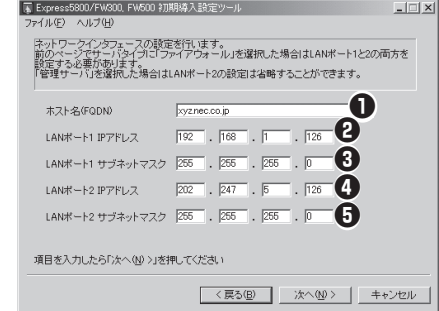 Express5800/FW300, FW500 初期導入設定ツール
ファイル(F) ヘルプ(H)
ネットワークインタフェースの設定を行います。
前のページでサーバタイプに「ファイアウォール」を選択した場合はLANポート1と2の両方を
設定する必要があります。
「管理サーバ」を選択した場合はLANポート2の設定は省略することができます。
ホスト名(FQDN) xyz.nec.co.jp ❶
LANポート1 IPアドレス 192 . 168 . 1 . 126 ❷
LANポート1 サブネットマスク 255 . 255 . 255 . 0 ❸
LANポート2 IPアドレス 202 . 247 . 5 . 126 ❹
LANポート2 サブネットマスク 255 . 255 . 255 . 0 ❺
項目を入力したら「次へ(N) >」を押してください
< 戻る(B) 次へ(N) > キャンセル